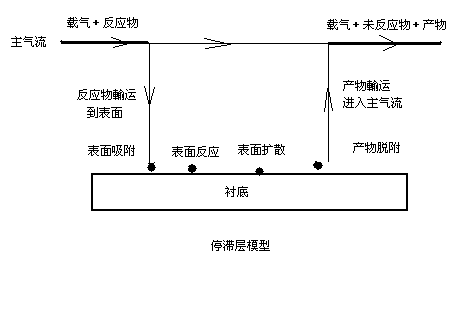 载气 + 反应物
载气 + 未反应物 + 产物
主气流
反应物輸运
到表面
产物輸运
进入主气流
表面吸附
表面反应
表面扩散
产物脱附
衬底
停滞层模型